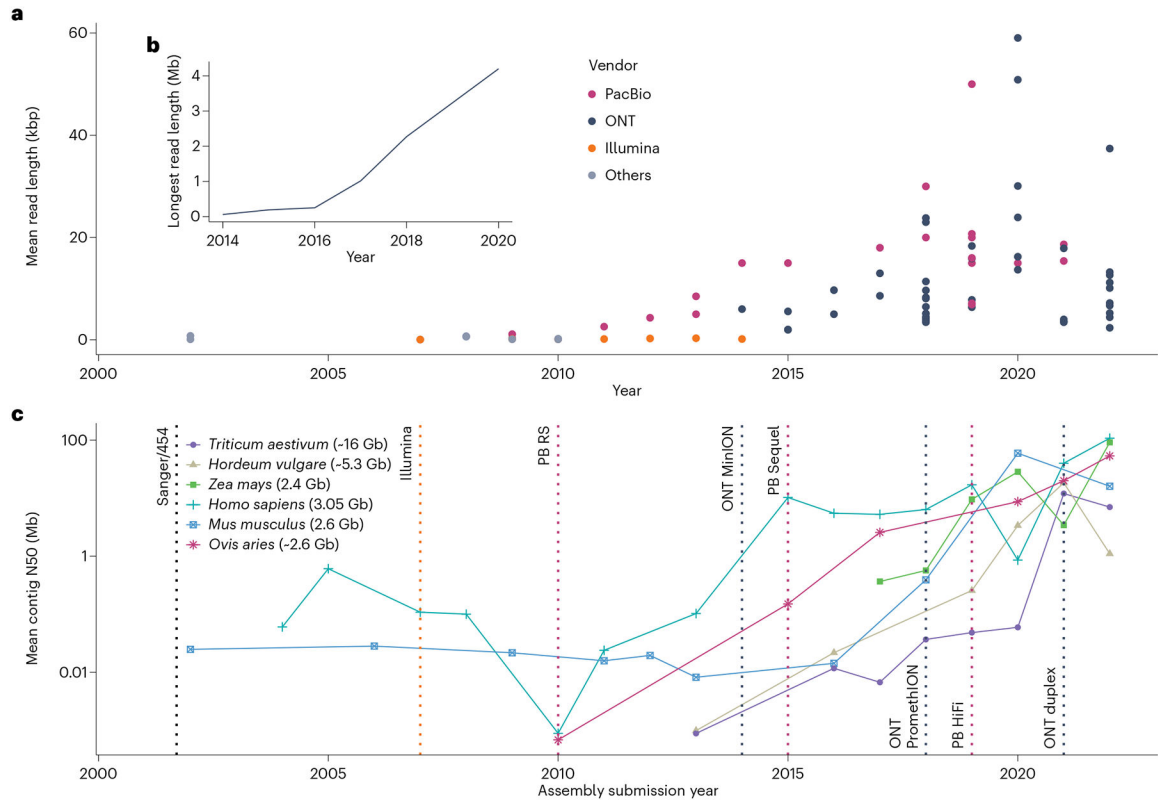 a
60
40
20
0
Mean read length (kbp)
2000
2005
2010
2015
2020
Year
b
4
3
2
1
0
Longest read length (Mb)
2014
2016
2018
2020
Year
Vendor
PacBio
ONT
Illumina
Others
c
100
1
0.01
Mean contig N50 (Mb)
Sanger/454
Triticum aestivum (~16 Gb)
Hordeum vulgare (~5.3 Gb)
Zea mays (2.4 Gb)
Homo sapiens (3.05 Gb)
Mus musculus (2.6 Gb)
Ovis aries (~2.6 Gb)
Illumina
PB RS
ONT MinION
PB Sequel
ONT
PromethION
PB HiFi
ONT duplex
2000
2005
2010
2015
2020
Assembly submission year